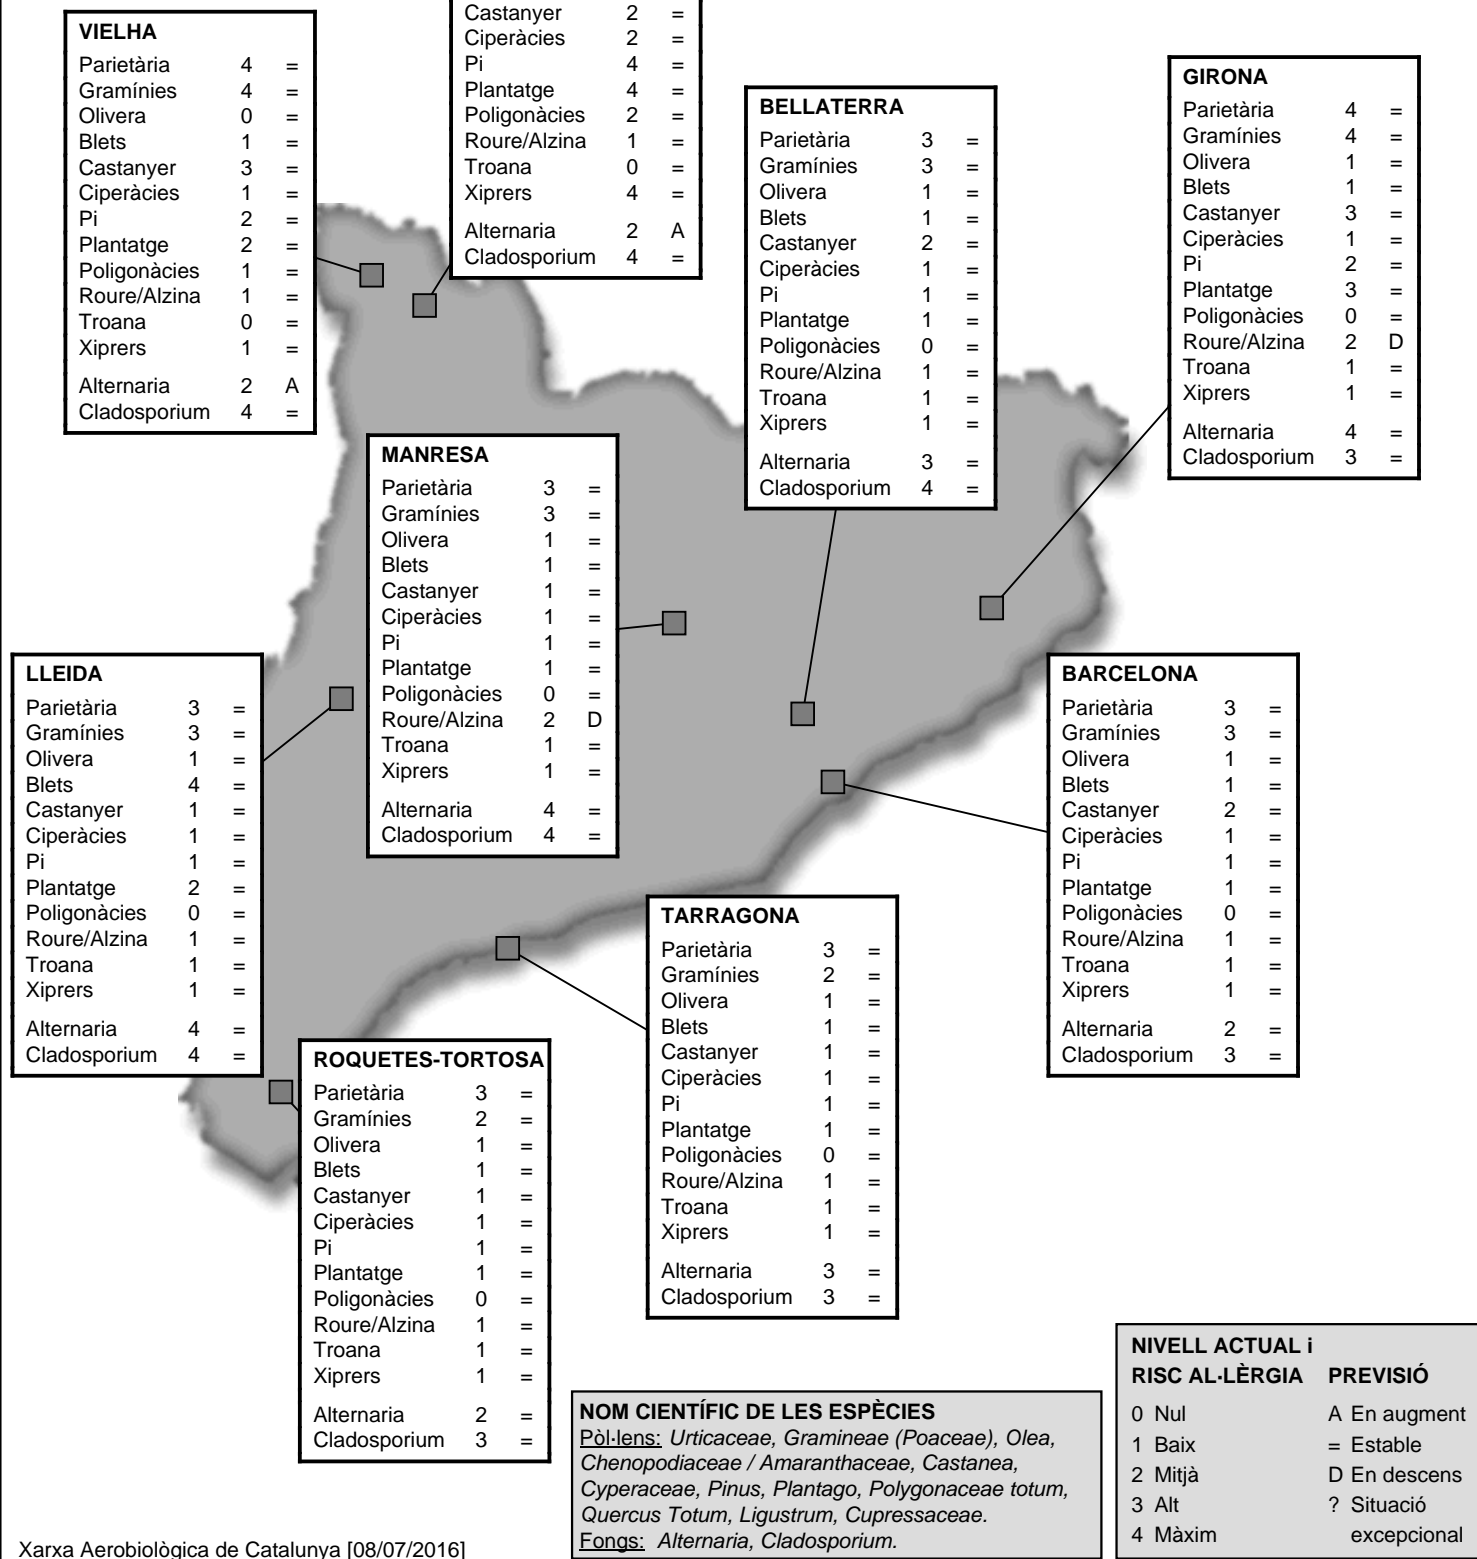 Castanyer 2 =
Ciperàcies 2 =
Pi 4 =
Plantatge 4 =
Poligonàcies 2 =
Roure/Alzina 1 =
Troana 0 =
Xiprers 4 =
Alternaria 2 A
Cladosporium 4 =
VIELHA
Parietària 4 =
Gramínies 4 =
Olivera 0 =
Blets 1 =
Castanyer 3 =
Ciperàcies 1 =
Pi 2 =
Plantatge 2 =
Poligonàcies 1 =
Roure/Alzina 1 =
Troana 0 =
Xiprers 1 =
Alternaria 2 A
Cladosporium 4 =
GIRONA
Parietària 4 =
Gramínies 4 =
Olivera 1 =
Blets 1 =
Castanyer 3 =
Ciperàcies 1 =
Pi 2 =
Plantatge 3 =
Poligonàcies 0 =
Roure/Alzina 2 D
Troana 1 =
Xiprers 1 =
Alternaria 4 =
Cladosporium 3 =
BELLATERRA
Parietària 3 =
Gramínies 3 =
Olivera 1 =
Blets 1 =
Castanyer 2 =
Ciperàcies 1 =
Pi 1 =
Plantatge 1 =
Poligonàcies 0 =
Roure/Alzina 1 =
Troana 1 =
Xiprers 1 =
Alternaria 3 =
Cladosporium 4 =
MANRESA
Parietària 3 =
Gramínies 3 =
Olivera 1 =
Blets 1 =
Castanyer 1 =
Ciperàcies 1 =
Pi 1 =
Plantatge 1 =
Poligonàcies 0 =
Roure/Alzina 2 D
Troana 1 =
Xiprers 1 =
Alternaria 4 =
Cladosporium 4 =
LLEIDA
Parietària 3 =
Gramínies 3 =
Olivera 1 =
Blets 4 =
Castanyer 1 =
Ciperàcies 1 =
Pi 1 =
Plantatge 2 =
Poligonàcies 0 =
Roure/Alzina 1 =
Troana 1 =
Xiprers 1 =
Alternaria 4 =
Cladosporium 4 =
BARCELONA
Parietària 3 =
Gramínies 3 =
Olivera 1 =
Blets 1 =
Castanyer 2 =
Ciperàcies 1 =
Pi 1 =
Plantatge 1 =
Poligonàcies 0 =
Roure/Alzina 1 =
Troana 1 =
Xiprers 1 =
Alternaria 2 =
Cladosporium 3 =
TARRAGONA
Parietària 3 =
Gramínies 2 =
Olivera 1 =
Blets 1 =
Castanyer 1 =
Ciperàcies 1 =
Pi 1 =
Plantatge 1 =
Poligonàcies 0 =
Roure/Alzina 1 =
Troana 1 =
Xiprers 1 =
Alternaria 3 =
Cladosporium 3 =
ROQUETES-TORTOSA
Parietària 3 =
Gramínies 2 =
Olivera 1 =
Blets 1 =
Castanyer 1 =
Ciperàcies 1 =
Pi 1 =
Plantatge 1 =
Poligonàcies 0 =
Roure/Alzina 1 =
Troana 1 =
Xiprers 1 =
Alternaria 2 =
Cladosporium 3 =
NOM CIENTÍFIC DE LES ESPÈCIES
Pòl·lens: Urticaceae, Gramineae (Poaceae), Olea,
Chenopodiaceae / Amaranthaceae, Castanea,
Cyperaceae, Pinus, Plantago, Polygonaceae totum,
Quercus Totum, Ligustrum, Cupressaceae.
Fongs: Alternaria, Cladosporium.
NIVELL ACTUAL i
RISC AL·LÈRGIA PREVISIÓ
0 Nul A En augment
1 Baix = Estable
2 Mitjà D En descens
3 Alt ? Situació
4 Màxim excepcional
Xarxa Aerobiològica de Catalunya [08/07/2016]